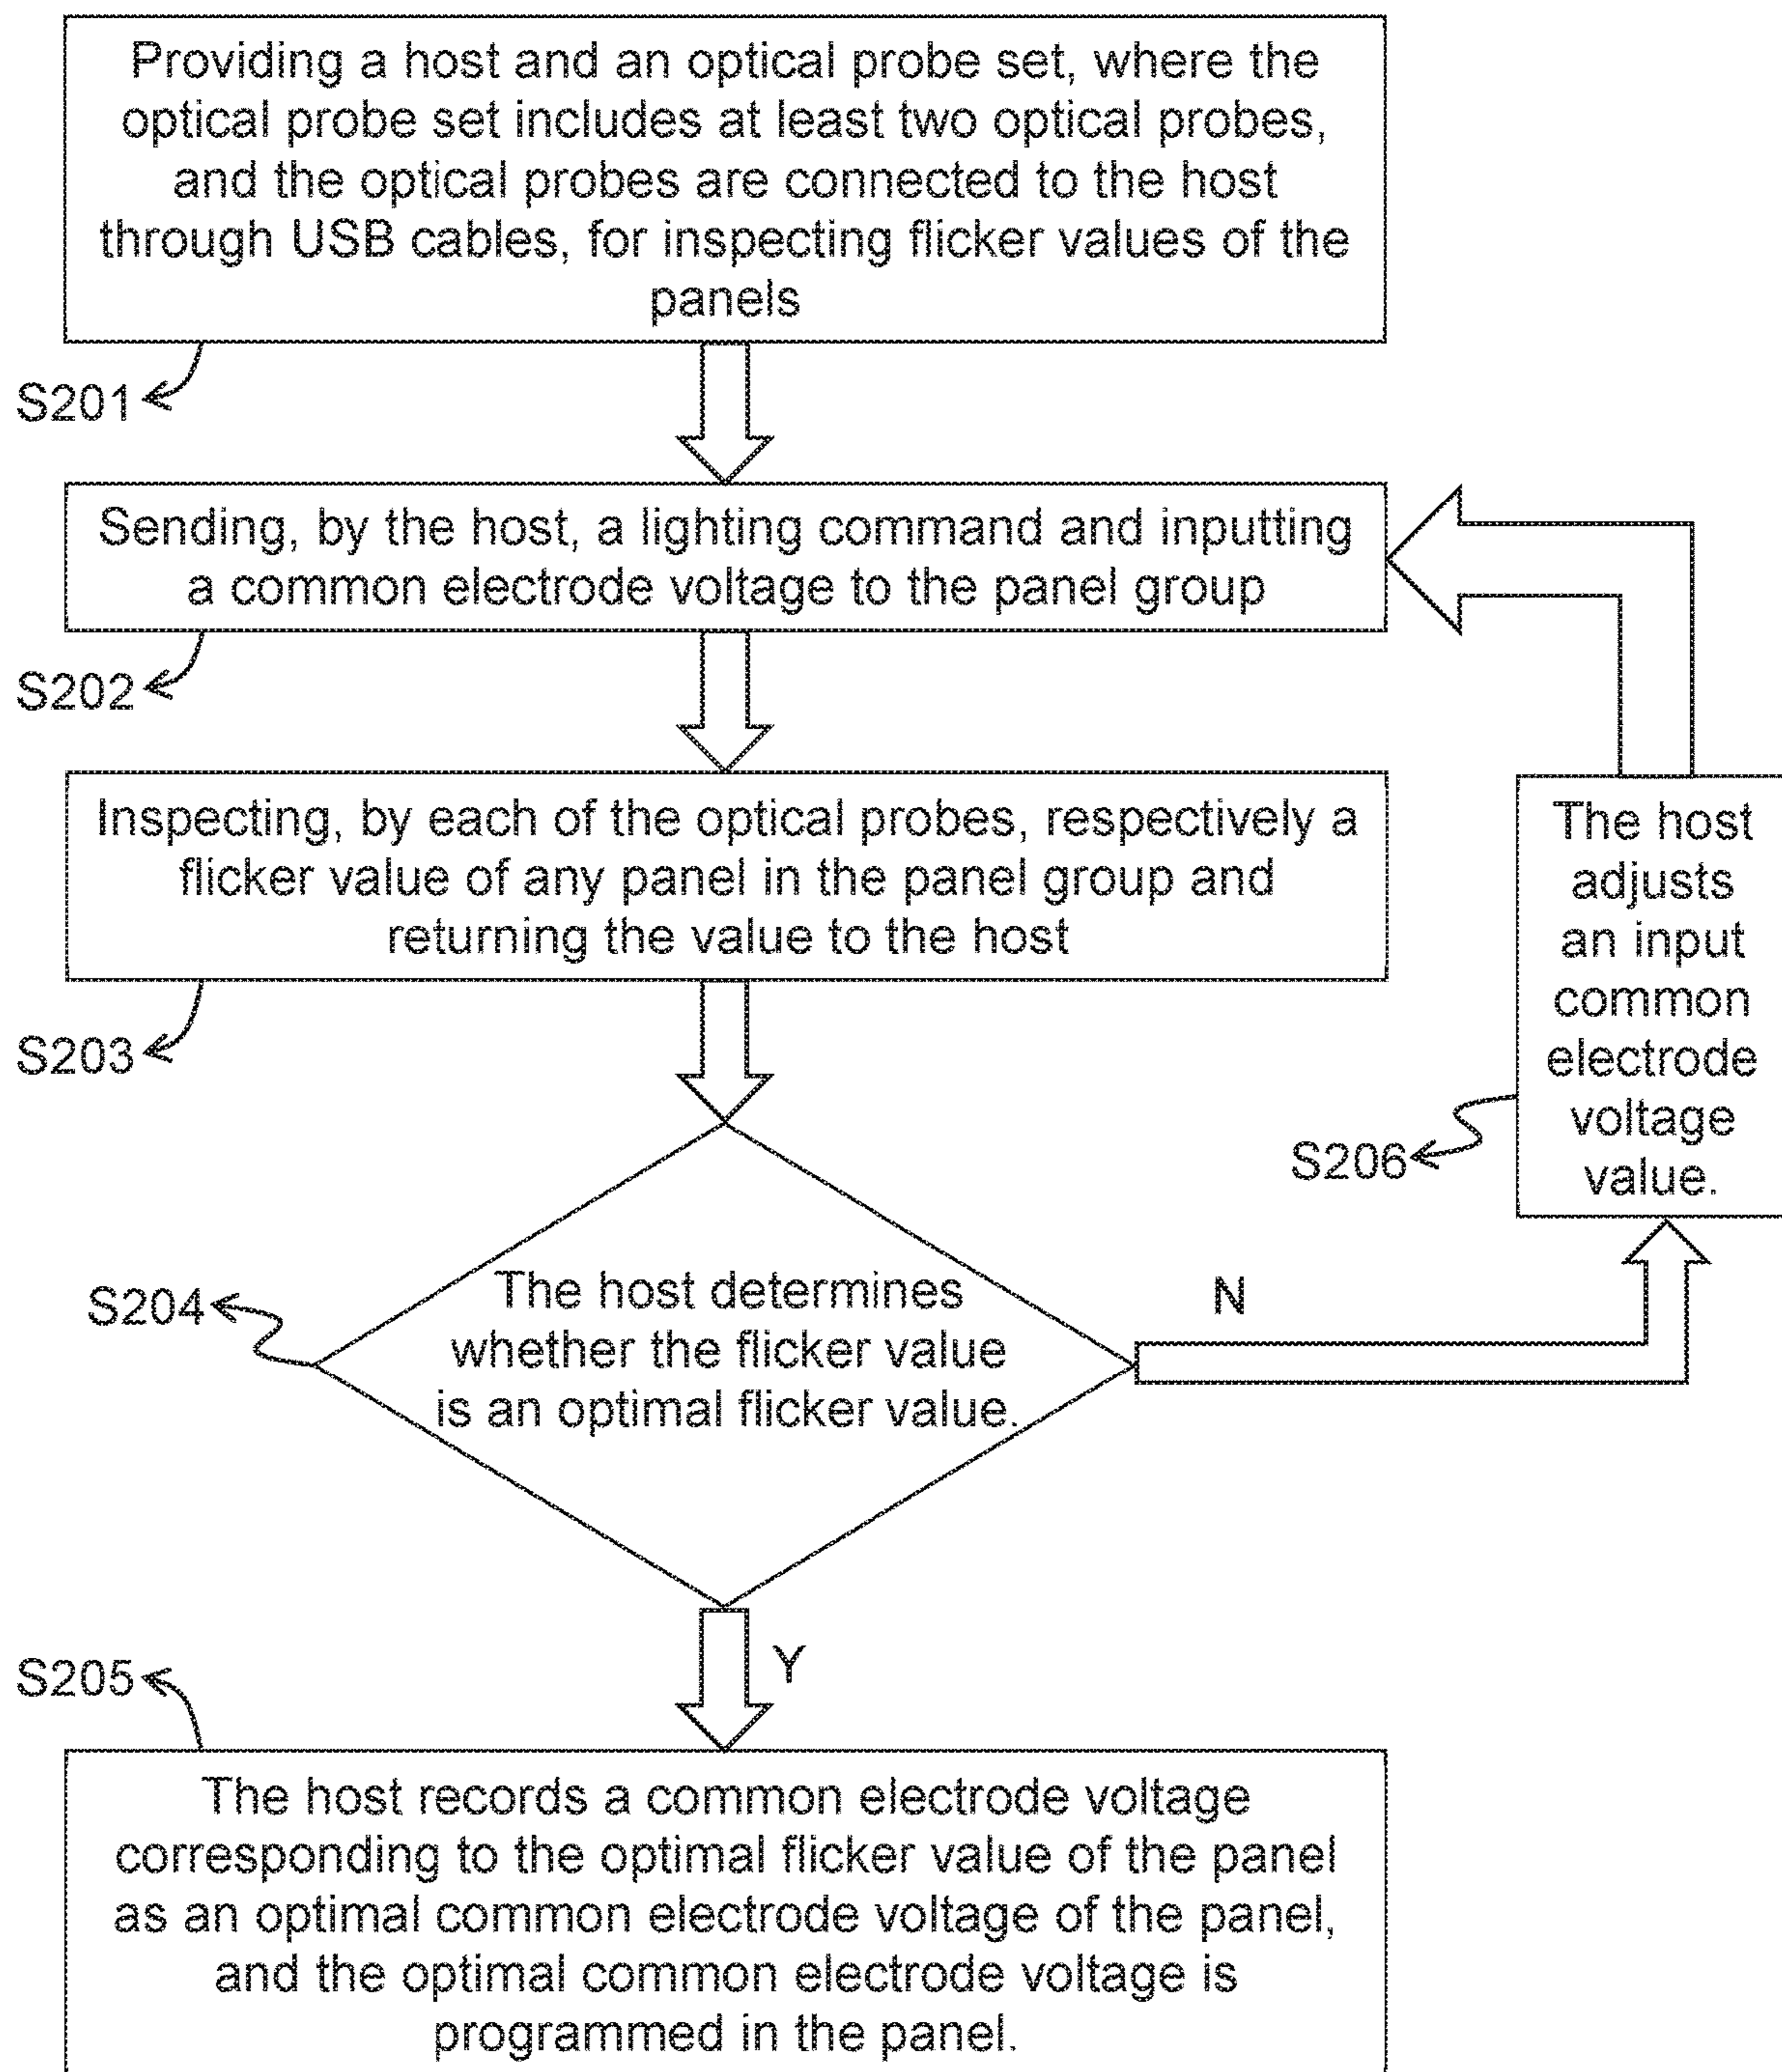 Providing a host and an optical probe set, where the
optical probe set includes at least two optical probes,
and the optical probes are connected to the host
through USB cables, for inspecting flicker values of the
panels
S201
Sending, by the host, a lighting command and inputting
a common electrode voltage to the panel group
S202
Inspecting, by each of the optical probes, respectively a
flicker value of any panel in the panel group and
returning the value to the host
S203
The host
adjusts
an input
common
electrode
voltage
value.
S206
The host determines
whether the flicker value
is an optimal flicker value.
S204
N
Y
S205
The host records a common electrode voltage
corresponding to the optimal flicker value of the panel
as an optimal common electrode voltage of the panel,
and the optimal common electrode voltage is
programmed in the panel.